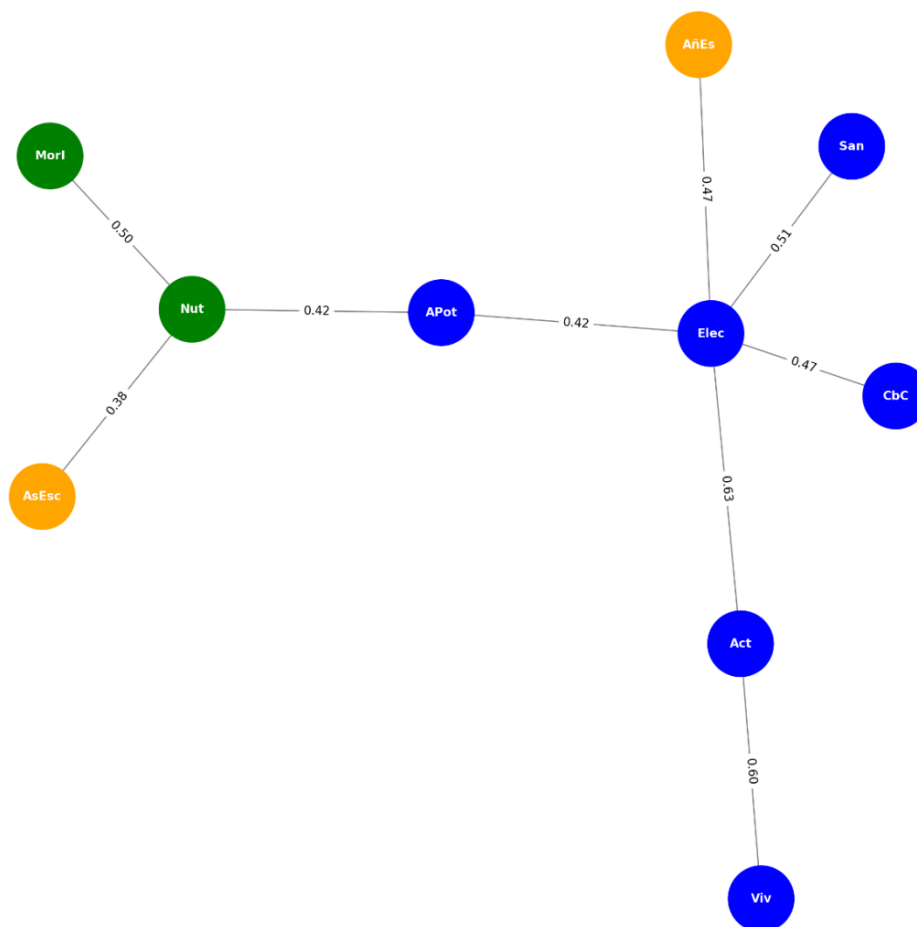 AñEs
San
MorI
0.47
0.51
0.50
Nut
0.42
APot
0.42
Elec
0.47
CbC
0.38
0.63
AsEsc
Act
0.60
Viv